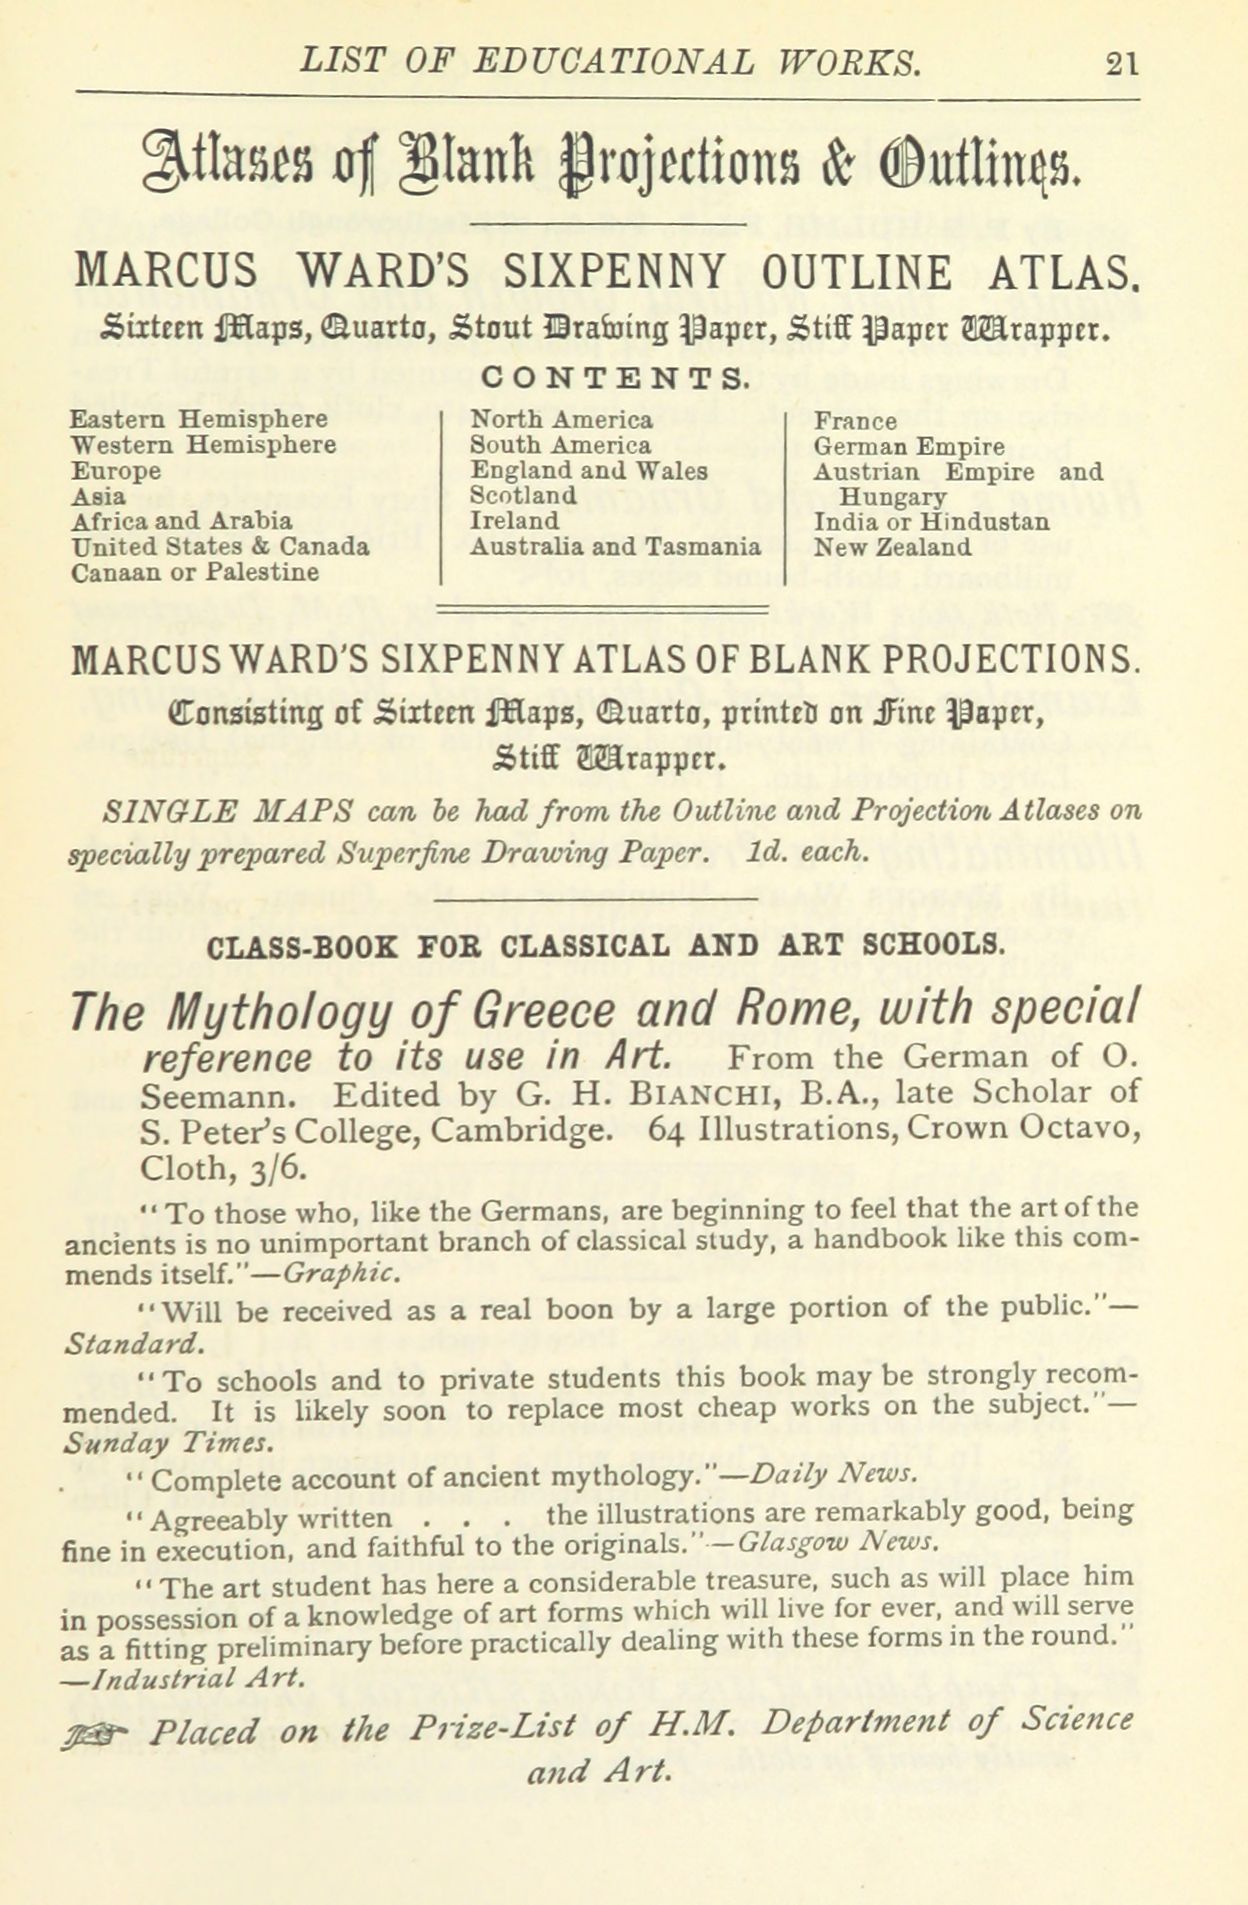 LIST OF EDUCATIONAL WORKS. 21
Atlases of Blank Projections & Outlines.
MARCUS WARD'S SIXPENNY OUTLINE ATLAS.
Sixteen Maps, Quarto, Stout Drawing Paper, Stiff Paper Wrapper.
CONTENTS.
Eastern Hemisphere
Western Hemisphere
Europe
Asia
Africa and Arabia
United States & Canada
Canaan or Palestine
North America
South America
England and Wales
Scotland
Ireland
Australia and Tasmania
France
German Empire
Austrian Empire and
Hungary
India or Hindustan
New Zealand
MARCUS WARD'S SIXPENNY ATLAS OF BLANK PROJECTIONS.
Consisting of Sixteen Maps, Quarto, printed on Fine Paper,
Stiff Wrapper.
SINGLE MAPS can be had from the Outline and Projection Atlases on
specially prepared Superfine Drawing Paper. 1d. each.
CLASS-BOOK FOR CLASSICAL AND ART SCHOOLS.
The Mythology of Greece and Rome, with special
reference to its use in Art. From the German of O.
Seemann. Edited by G. H. BIANCHI, B.A., late Scholar of
S. Peter's College, Cambridge. 64 Illustrations, Crown Octavo,
Cloth, 3/6.
"To those who, like the Germans, are beginning to feel that the art of the
ancients is no unimportant branch of classical study, a handbook like this com-
mends itself."—Graphic.
"Will be received as a real boon by a large portion of the public."—
Standard.
"To schools and to private students this book may be strongly recom-
mended. It is likely soon to replace most cheap works on the subject."—
Sunday Times.
"Complete account of ancient mythology."—Daily News.
"Agreeably written . . . the illustrations are remarkably good, being
fine in execution, and faithful to the originals."—Glasgow News.
"The art student has here a considerable treasure, such as will place him
in possession of a knowledge of art forms which will live for ever, and will serve
as a fitting preliminary before practically dealing with these forms in the round."
—Industrial Art.
☞ Placed on the Prize-List of H.M. Department of Science
and Art.